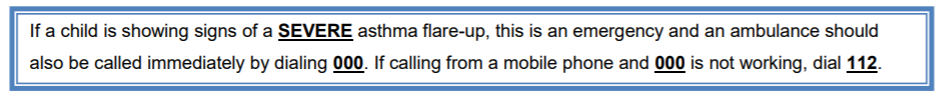 If a child is showing signs of a SEVERE asthma flare-up, this is an emergency and an ambulance should
also be called immediately by dialing 000. If calling from a mobile phone and 000 is not working, dial 112.